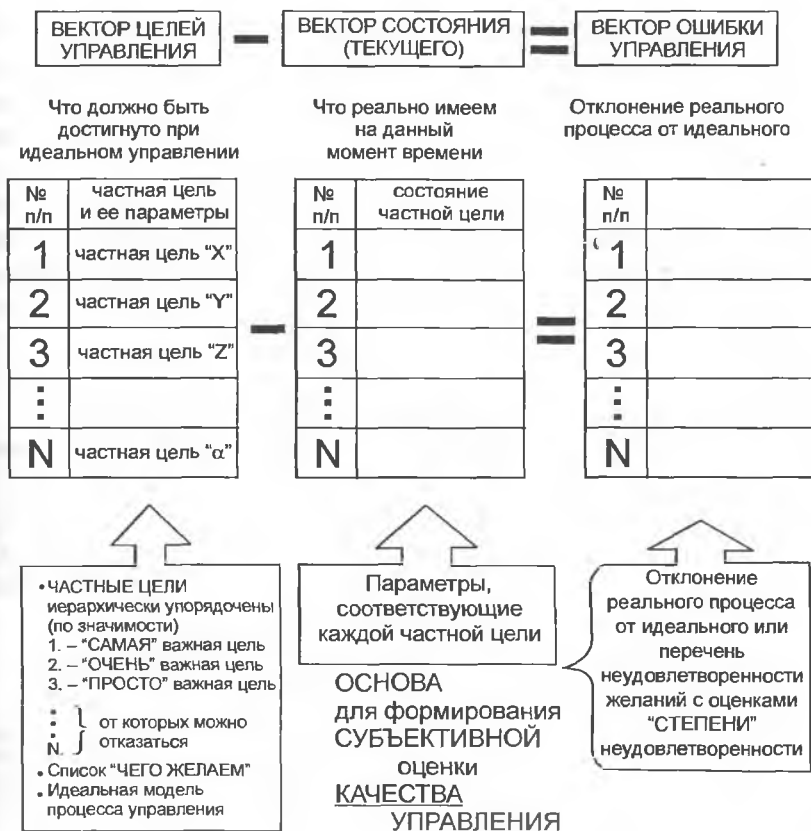 ВЕКТОР ЦЕЛЕЙ
УПРАВЛЕНИЯ
ВЕКТОР СОСТОЯНИЯ
(ТЕКУЩЕГО)
ВЕКТОР ОШИБКИ
УПРАВЛЕНИЯ
Что должно быть
достигнуто при
идеальном управлении
Что реально имеем
на данный
момент времени
Отклонение реального
процесса от идеального
№
п/п
частная цель
и ее параметры
1 частная цель "X"
2 частная цель "Y"
3 частная цель "Z"
N частная цель "α"
№
п/п
состояние
частной цели
1
2
3
N
№
п/п
1
2
3
N
• ЧАСТНЫЕ ЦЕЛИ
иерархически упорядочены
(по значимости)
1. – "САМАЯ" важная цель
2. – "ОЧЕНЬ" важная цель
3. – "ПРОСТО" важная цель
от которых можно
N. отказаться
• Список "ЧЕГО ЖЕЛАЕМ"
• Идеальная модель
процесса управления
Параметры,
соответствующие
каждой частной цели
ОСНОВА
для формирования
СУБЪЕКТИВНОЙ
оценки
КАЧЕСТВА
УПРАВЛЕНИЯ
Отклонение
реального процесса
от идеального или
перечень
неудовлетворенности
желаний с оценками
"СТЕПЕНИ"
неудовлетворенности